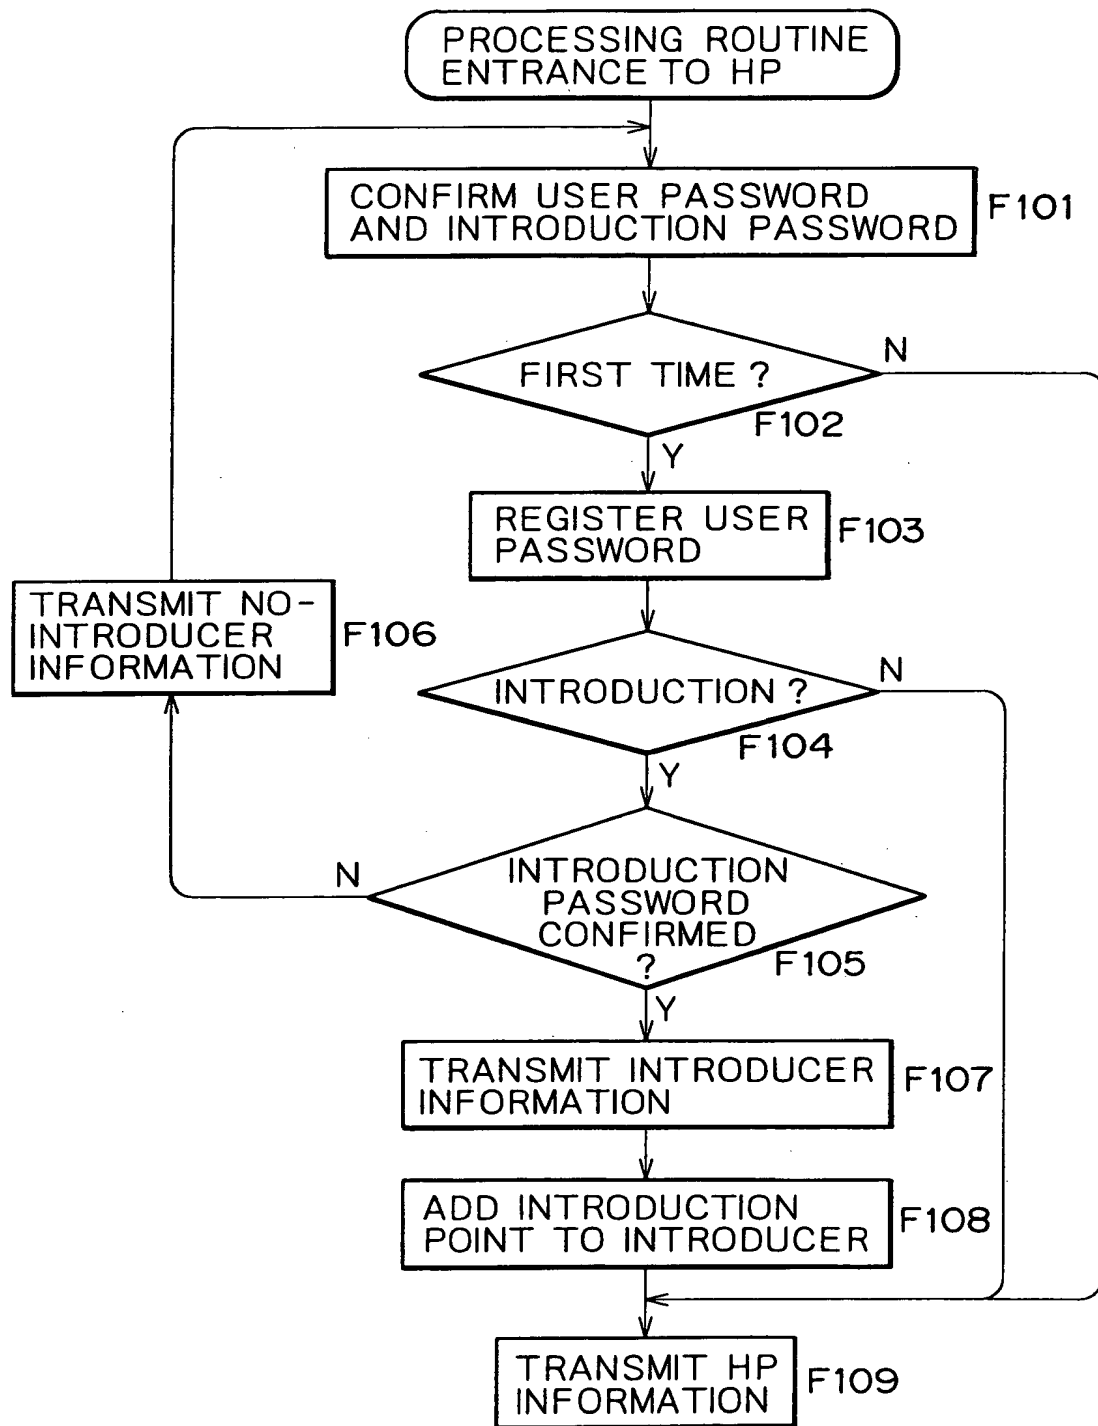 PROCESSING ROUTINE
ENTRANCE TO HP
CONFIRM USER PASSWORD
AND INTRODUCTION PASSWORD
F101
FIRST TIME ?
N
F102
Y
REGISTER USER
PASSWORD
F103
TRANSMIT NO-
INTRODUCER
INFORMATION
F106
INTRODUCTION ?
N
F104
Y
INTRODUCTION
PASSWORD
CONFIRMED
?
N
F105
Y
TRANSMIT INTRODUCER
INFORMATION
F107
ADD INTRODUCTION
POINT TO INTRODUCER
F108
TRANSMIT HP
INFORMATION
F109